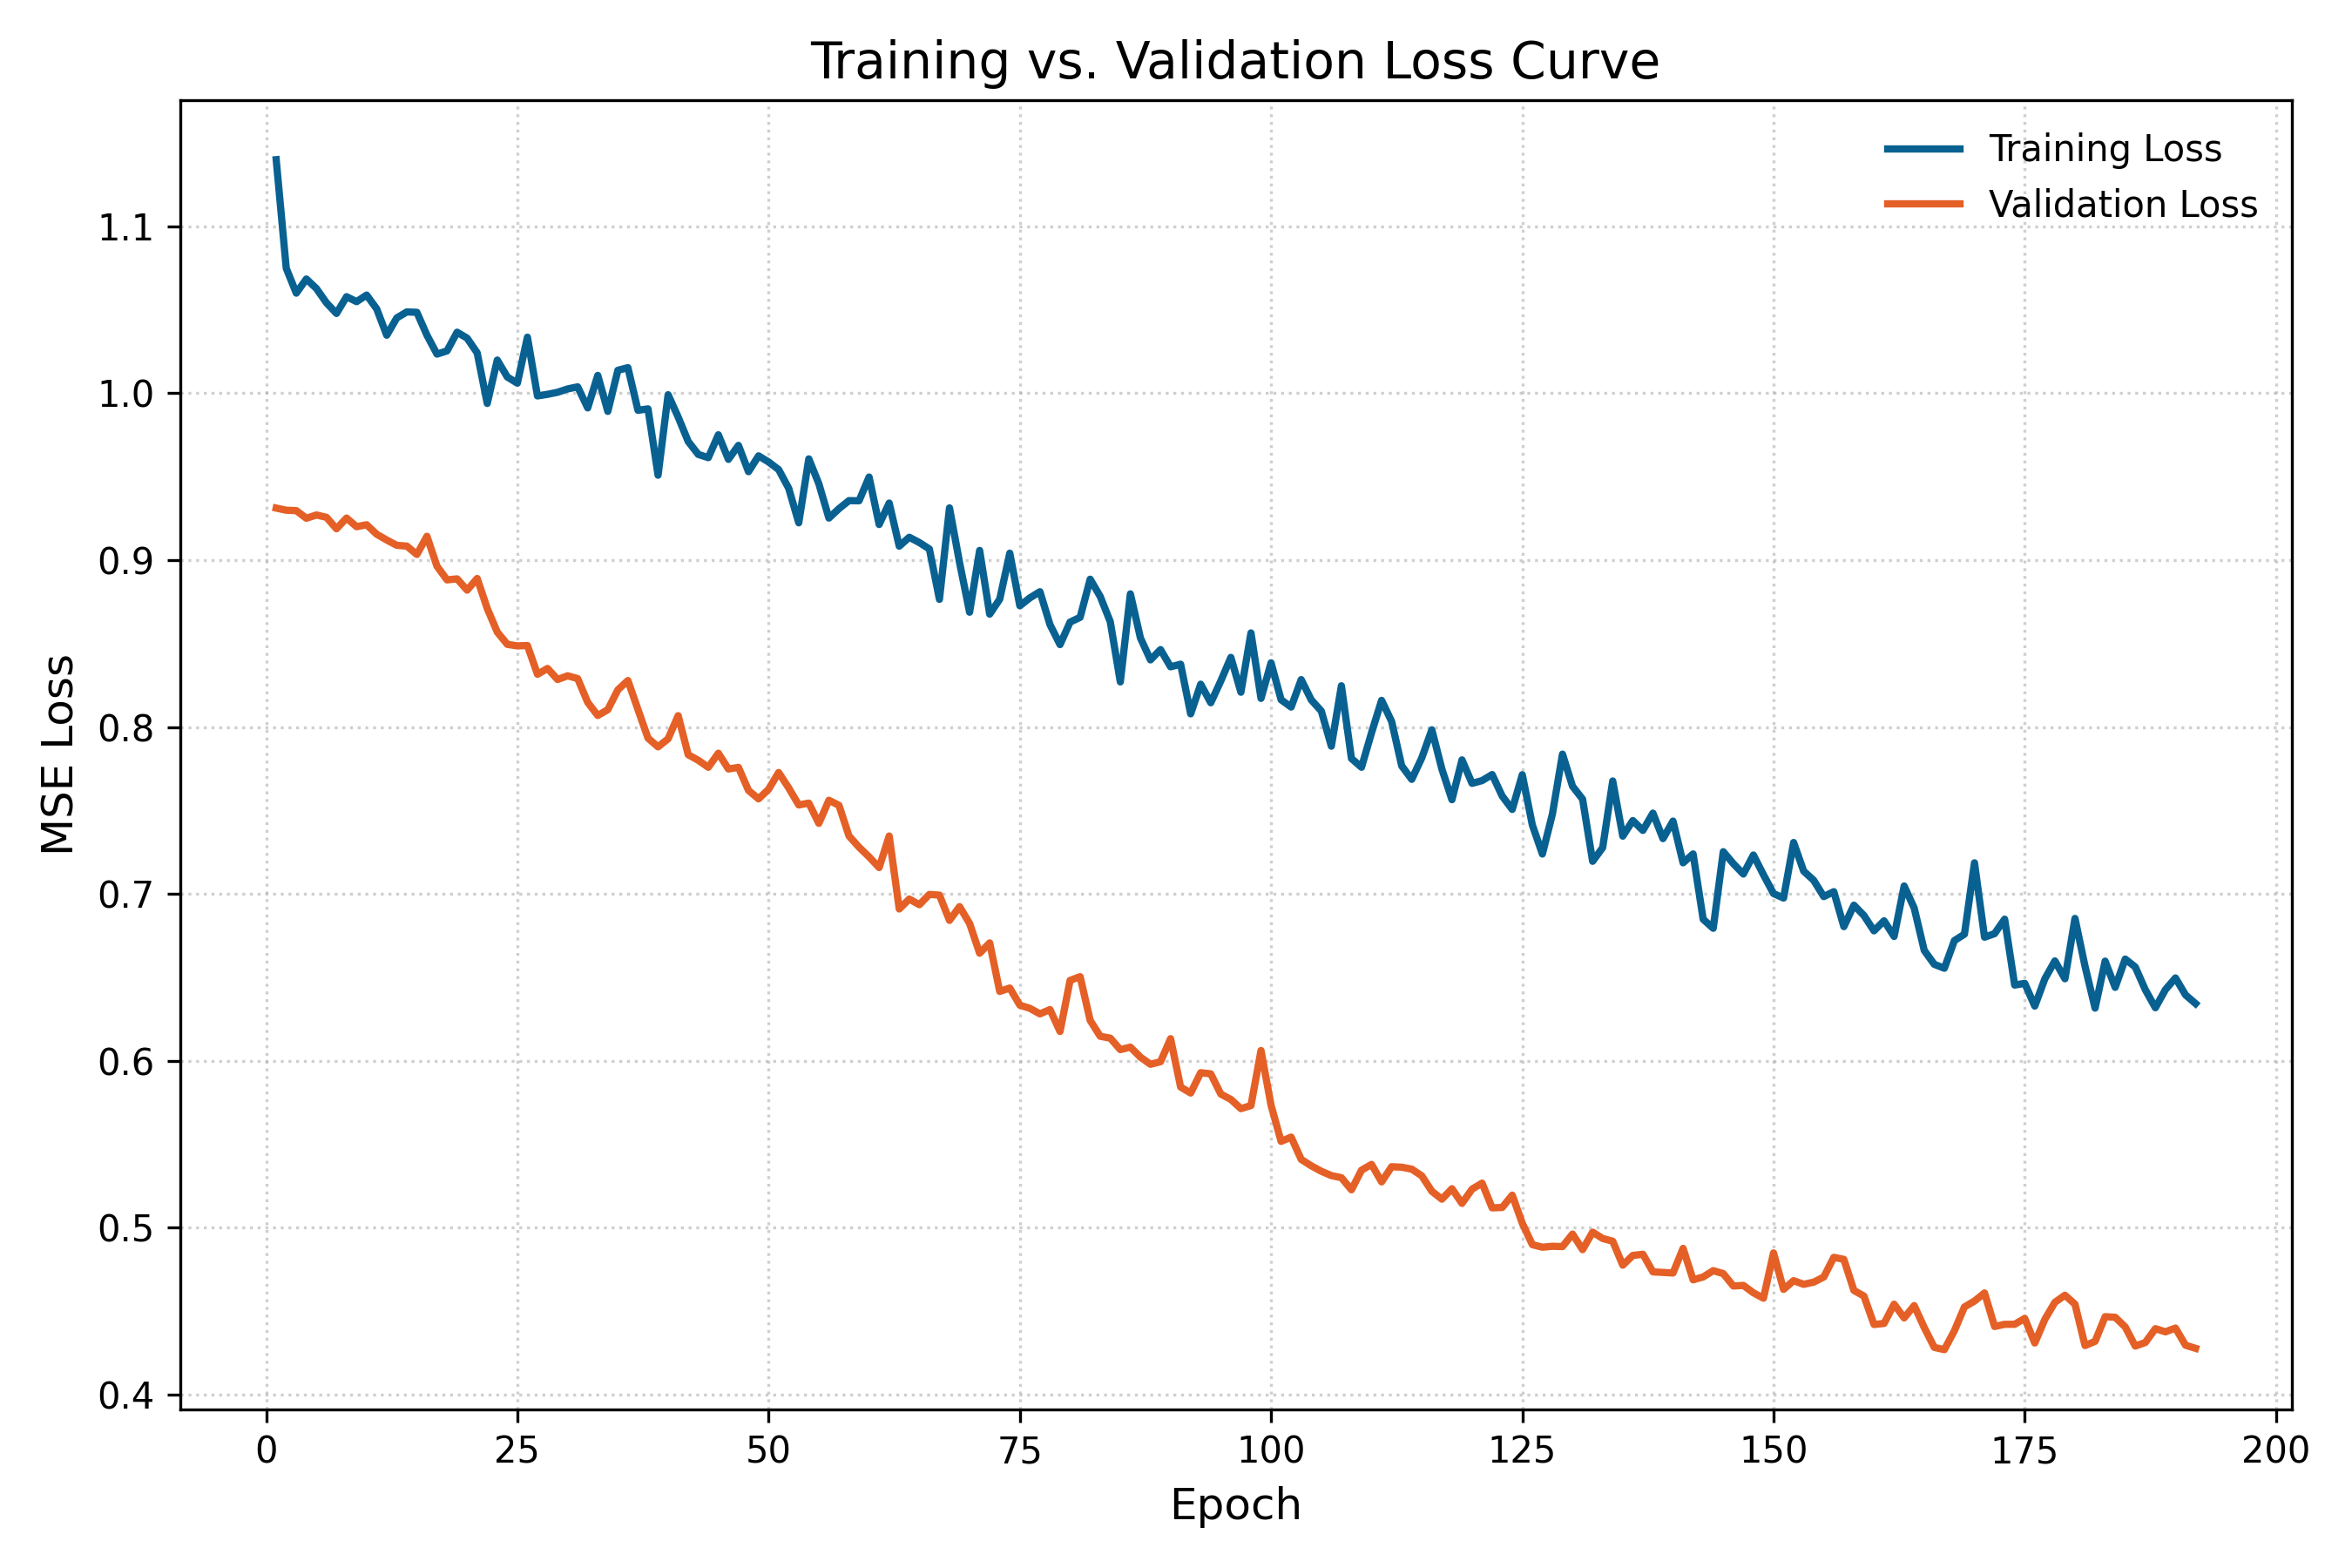 Training vs. Validation Loss Curve
Training Loss
Validation Loss
MSE Loss
1.1
1.0
0.9
0.8
0.7
0.6
0.5
0.4
0 25 50 75 100 125 150 175 200
Epoch